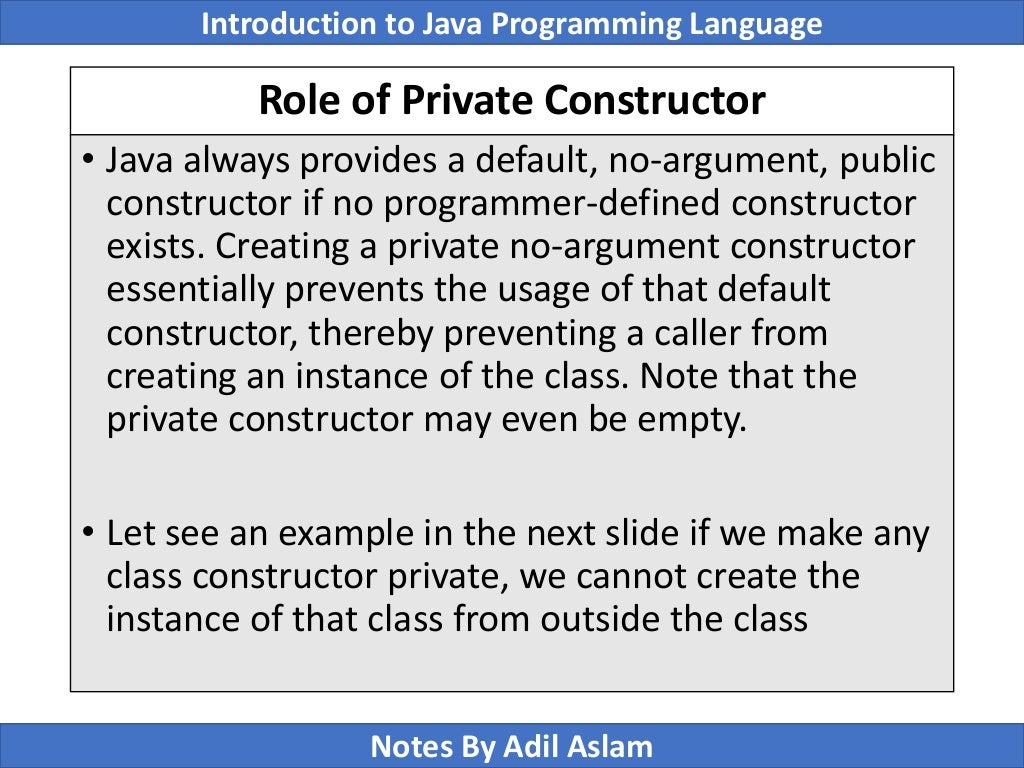 Introduction to Java Programming Language
Role of Private Constructor
• Java always provides a default, no-argument, public
constructor if no programmer-defined constructor
exists. Creating a private no-argument constructor
essentially prevents the usage of that default
constructor, thereby preventing a caller from
creating an instance of the class. Note that the
private constructor may even be empty.
• Let see an example in the next slide if we make any
class constructor private, we cannot create the
instance of that class from outside the class
Notes By Adil Aslam